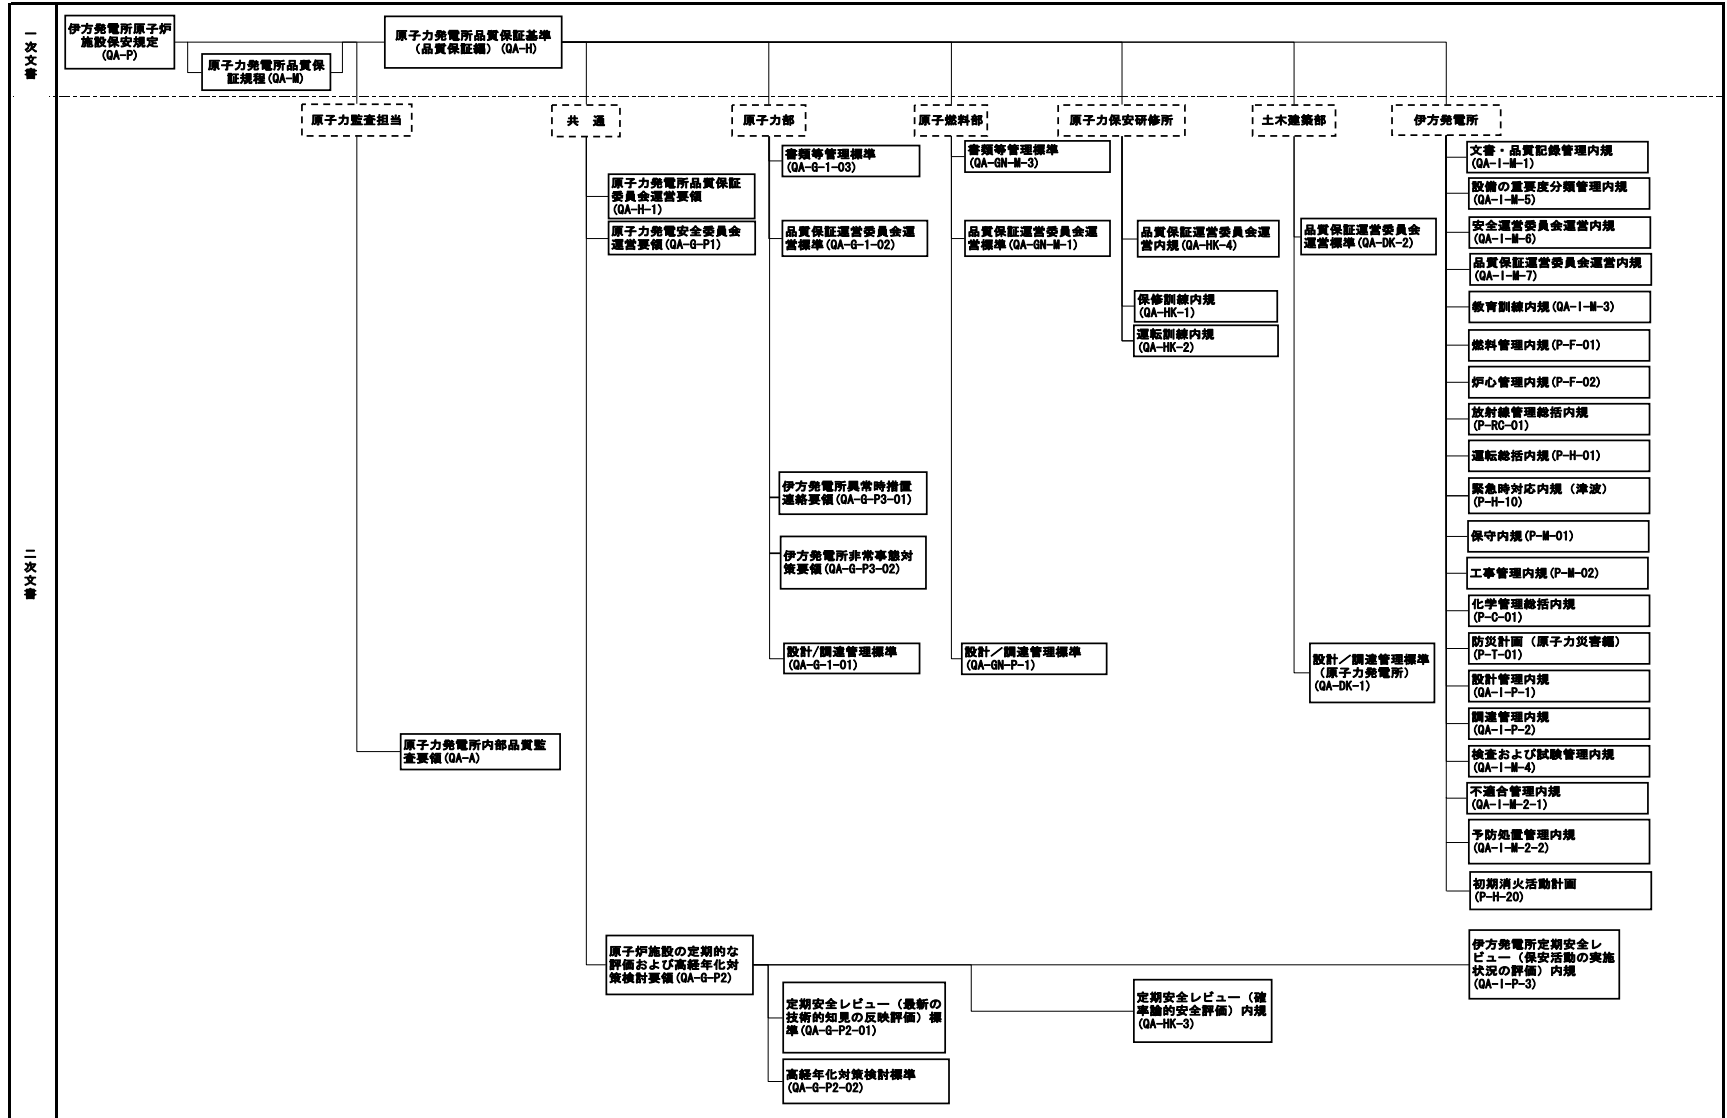 一次文書
伊方発電所原子炉
施設保安規定
(QA-P)
原子力発電所品質保
証規程(QA-M)
原子力発電所品質保証基準
（品質保証編）(QA-H)
二次文書
原子力監査担当
共　通
原子力部
原子燃料部
原子力保安研修所
土木建築部
伊方発電所
原子力発電所内部品質監
査要領(QA-A)
原子力発電所品質保証
委員会運営要領
(QA-H-1)
原子力発電安全委員会
運営要領(QA-G-P1)
原子炉施設の定期的な
評価および高経年化対
策検討要領(QA-G-P2)
書類等管理標準
(QA-G-1-03)
品質保証運営委員会運
営標準(QA-G-1-02)
伊方発電所異常時措置
連絡要領(QA-G-P3-01)
伊方発電所非常事態対
策要領(QA-G-P3-02)
設計/調達管理標準
(QA-G-1-01)
定期安全レビュー（最新の
技術的知見の反映評価）標
準(QA-G-P2-01)
高経年化対策検討標準
(QA-G-P2-02)
書類等管理標準
(QA-GN-M-3)
品質保証運営委員会運
営標準(QA-GN-M-1)
設計／調達管理標準
(QA-GN-P-1)
品質保証運営委員会運
営内規(QA-HK-4)
保修訓練内規
(QA-HK-1)
運転訓練内規
(QA-HK-2)
定期安全レビュー（確
率論的安全評価）内規
(QA-HK-3)
品質保証運営委員会
運営標準(QA-DK-2)
設計／調達管理標準
（原子力発電所）
(QA-DK-1)
文書・品質記録管理内規
(QA-I-M-1)
設備の重要度分類管理内規
(QA-I-M-5)
安全運営委員会運営内規
(QA-I-M-6)
品質保証運営委員会運営内規
(QA-I-M-7)
教育訓練内規(QA-I-M-3)
燃料管理内規(P-F-01)
炉心管理内規(P-F-02)
放射線管理総括内規
(P-RC-01)
運転総括内規(P-H-01)
緊急時対応内規（津波）
(P-H-10)
保守内規(P-M-01)
工事管理内規(P-M-02)
化学管理総括内規
(P-C-01)
防災計画（原子力災害編）
(P-T-01)
設計管理内規
(QA-I-P-1)
調達管理内規
(QA-I-P-2)
検査および試験管理内規
(QA-I-M-4)
不適合管理内規
(QA-I-M-2-1)
予防処置管理内規
(QA-I-M-2-2)
初期消火活動計画
(P-H-20)
伊方発電所定期安全レ
ビュー（保安活動の実施
状況の評価）内規
(QA-I-P-3)